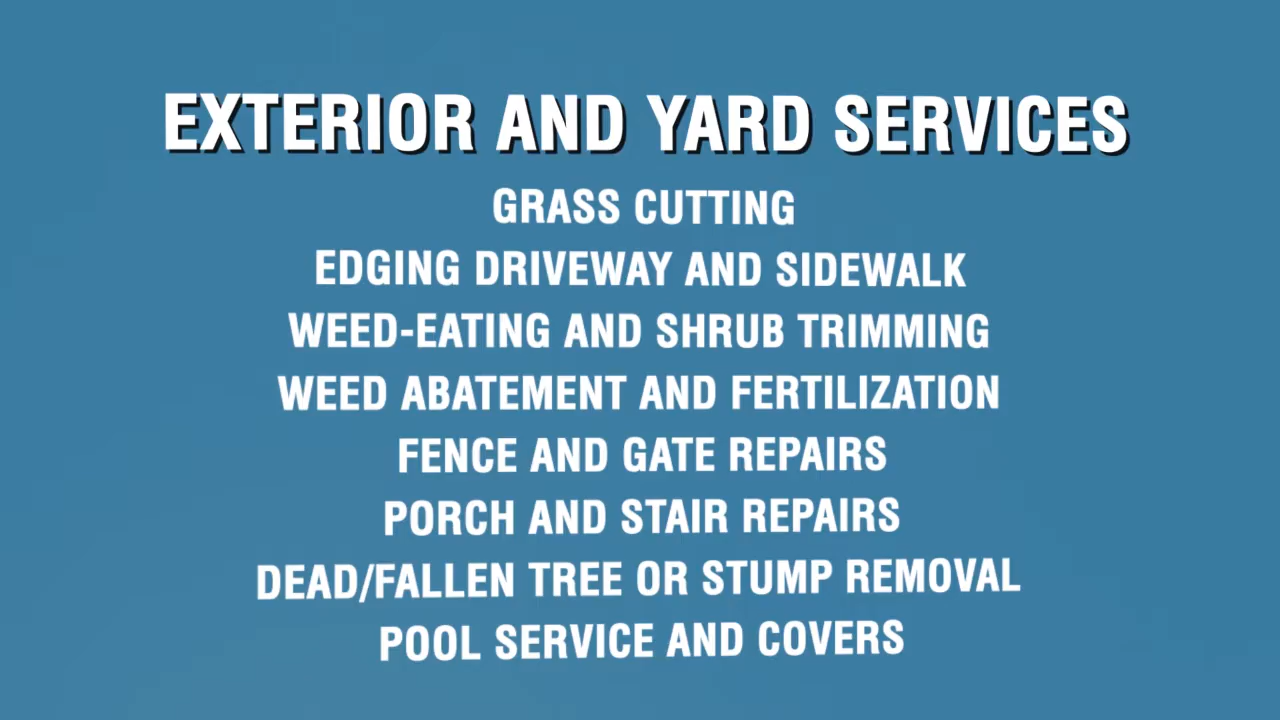 EXTERIOR AND YARD SERVICES
GRASS CUTTING
EDGING DRIVEWAY AND SIDEWALK
WEED-EATING AND SHRUB TRIMMING
WEED ABATEMENT AND FERTILIZATION
FENCE AND GATE REPAIRS
PORCH AND STAIR REPAIRS
DEAD/FALLEN TREE OR STUMP REMOVAL
POOL SERVICE AND COVERS